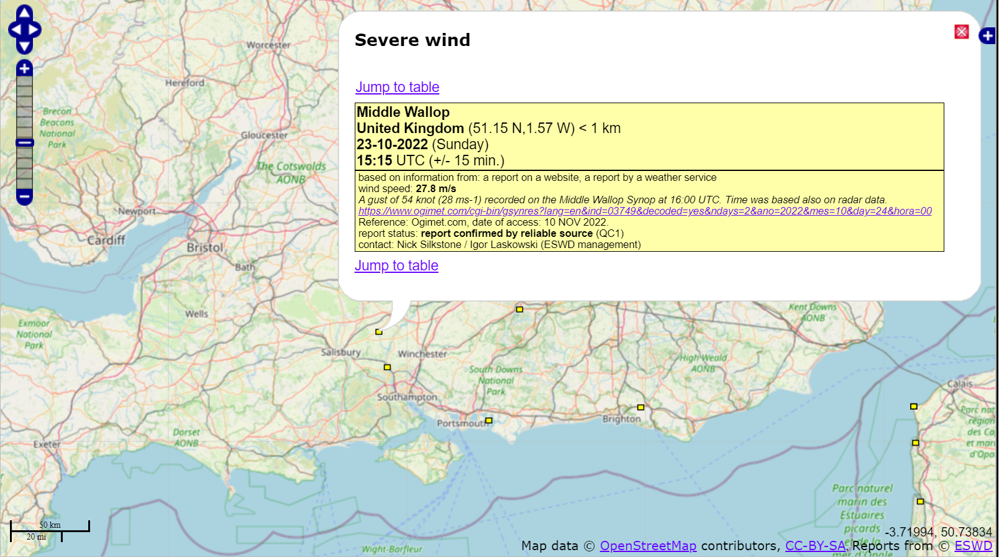 Severe wind
Jump to table
Middle Wallop
United Kingdom (51.15 N,1.57 W) < 1 km
23-10-2022 (Sunday)
15:15 UTC (+/- 15 min.)
based on information from: a report on a website, a report by a weather service
wind speed: 27.8 m/s
A gust of 54 knot (28 ms-1) recorded on the Middle Wallop Synop at 16:00 UTC. Time was based also on radar data.
https://www.ogimet.com/cgi-bin/gsynres?lang=en&ind=03749&decoded=yes&ndays=2&ano=2022&mes=10&day=24&hora=00
Reference: Ogimet.com, date of access: 10 NOV 2022.
report status: report confirmed by reliable source (QC1)
contact: Nick Silkstone / Igor Laskowski (ESWD management)
Jump to table
Worcester
Hereford
Brecon
Beacons
National
Park
Gloucester
The Cotswolds
AONB
Newport
Cardiff
Bristol
Bath
Wells
Exmoor
National
Park
Kent Downs
AONB
Salisbury
Winchester
High Weald
AONB
South Downs
National
Park
Southampton
Calais
Portsmouth
Brighton
Parc nat
région
des Ca
et mar
d'Opa
Dorset
AONB
Exeter
Parc naturel
marin des
Estuaires
picards
et de la
mer d'Opale
Wight-Barfleur
50 km
20 mi
-3.71994, 50.73834
Map data © OpenStreetMap contributors, CC-BY-SA. Reports from © ESWD